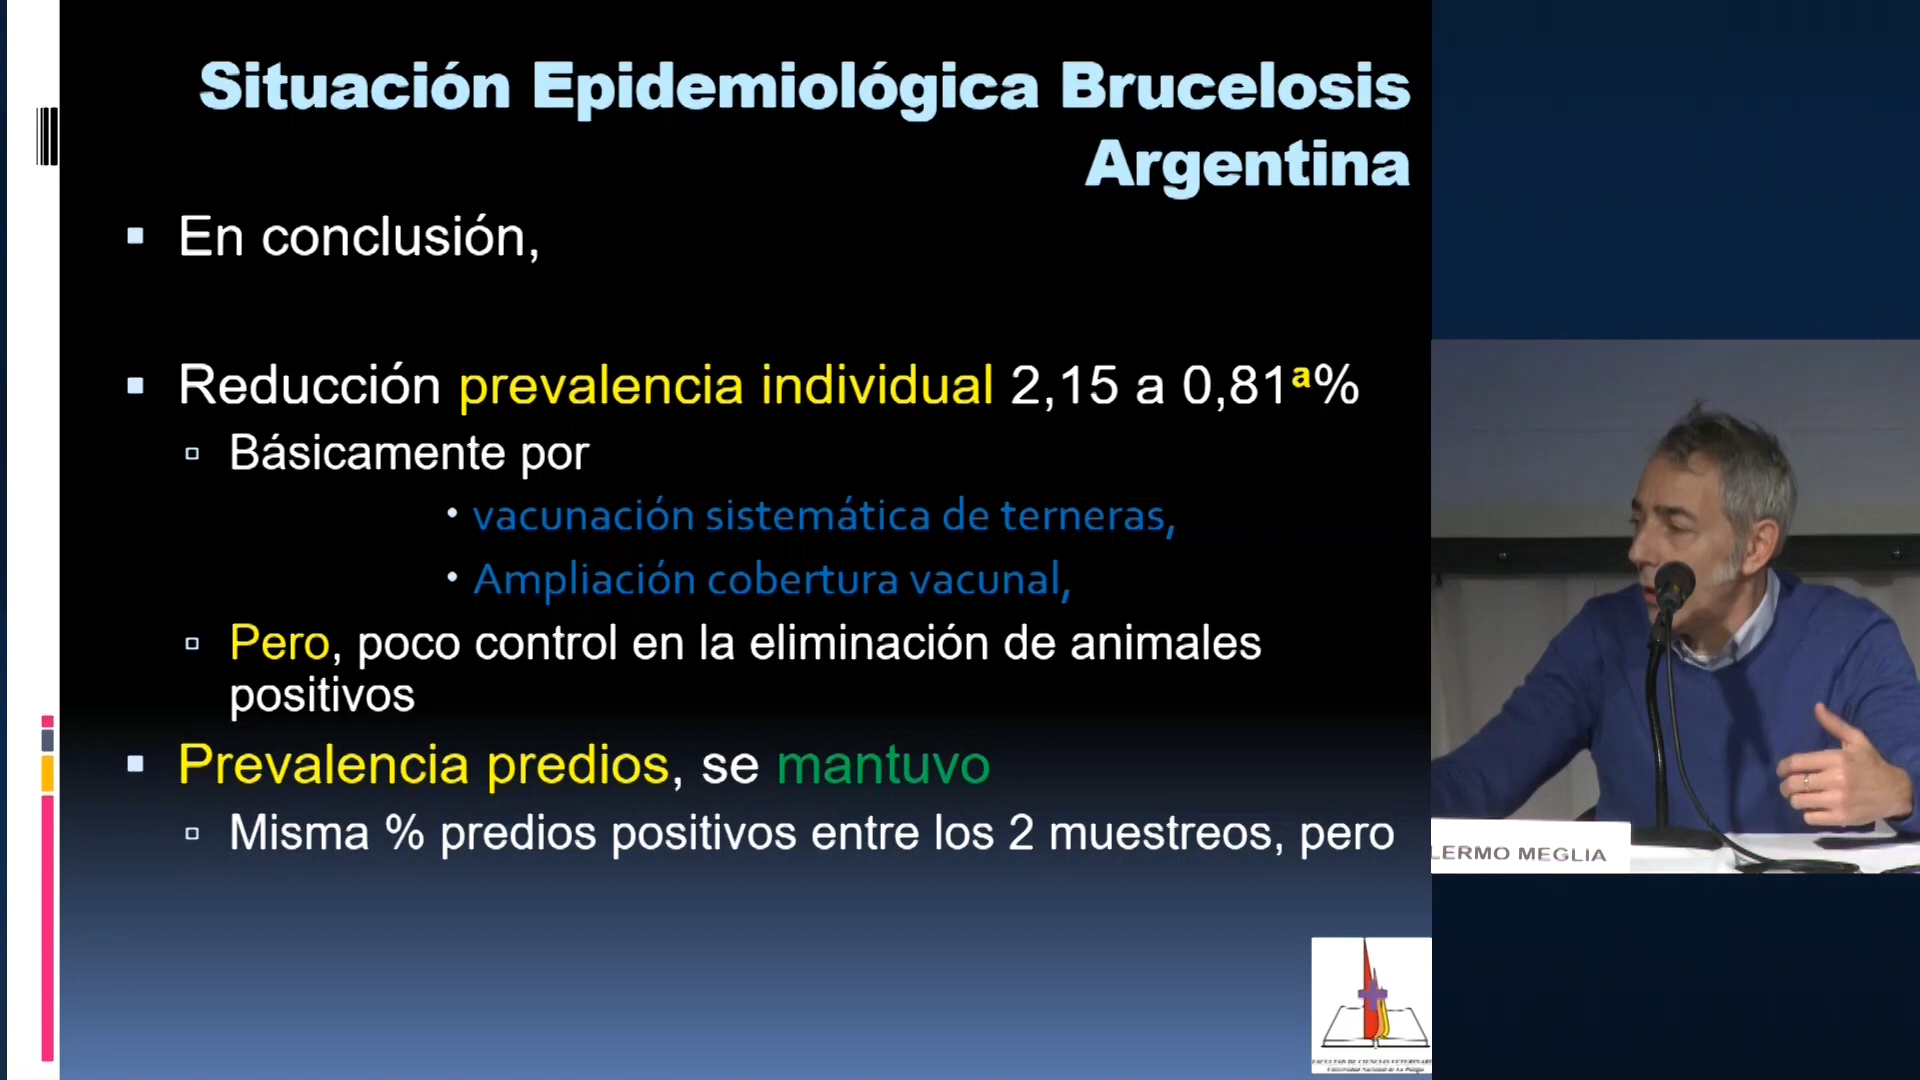 Situación Epidemiológica Brucelosis
Argentina
En conclusión,
Reducción prevalencia individual 2,15 a 0,81ª%
Básicamente por
vacunación sistemática de terneras,
Ampliación cobertura vacunal,
Pero, poco control en la eliminación de animales
positivos
Prevalencia predios, se mantuvo
Misma % predios positivos entre los 2 muestreos, pero
LERMO MEGLIA